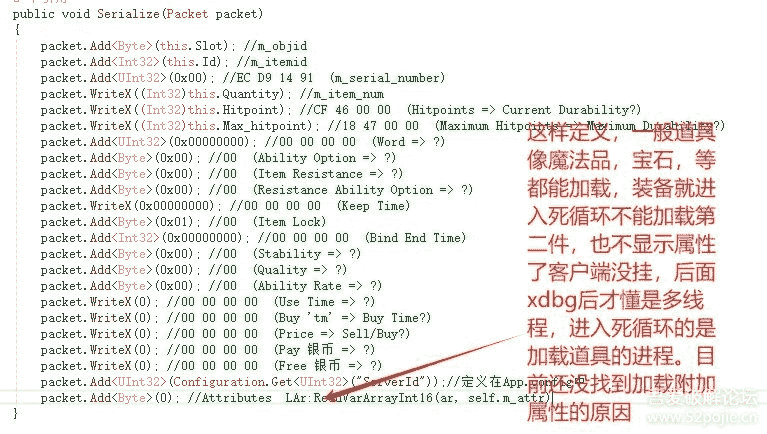 public void Serialize(Packet packet)
{
packet.Add<Byte>(this.Slot); //m_objid
packet.Add<Int32>(this.Id); //m_itemid
packet.Add<UInt32>(0x00); //EC D9 14 91 (m_serial_number)
packet.WriteX((Int32)this.Quantity); //m_item_num
packet.WriteX((Int32)this.Hitpoint); //CF 46 00 00 (Hitpoints => Current Durability?)
packet.WriteX((Int32)this.Max_hitpoint); //18 47 00 00 (Maximum Hitpoints => Maximum Durability?)
packet.Add<UInt32>(0x00000000); //00 00 00 00 (Word => ?)
packet.Add<Byte>(0x00); //00 (Ability Option => ?)
packet.Add<Byte>(0x00); //00 (Item Resistance => ?)
packet.Add<Byte>(0x00); //00 (Resistance Ability Option => ?)
packet.WriteX(0x00000000); //00 00 00 00 (Keep Time)
packet.Add<Byte>(0x01); //00 (Item Lock)
packet.Add<Int32>(0x00000000); //00 00 00 00 (Bind End Time)
packet.Add<Byte>(0x00); //00 (Stability => ?)
packet.Add<Byte>(0x00); //00 (Quality => ?)
packet.Add<Byte>(0x00); //00 (Ability Rate => ?)
packet.WriteX(0); //00 00 00 00 (Use Time => ?)
packet.WriteX(0); //00 00 00 00 (Buy 'tm' => Buy Time?)
packet.WriteX(0); //00 00 00 00 (Price => Sell/Buy?)
packet.WriteX(0); //00 00 00 00 (Pay 银币 => ?)
packet.WriteX(0); //00 00 00 00 (Free 银币 => ?)
packet.Add<UInt32>(Configuration.Get<UInt32>("ServerId"));//定义在App.config中
packet.Add<Byte>(0); //Attributes LAr:ReadVarArrayInt16(ar, self.m_attr)
}
这样定义，一般道具
像魔法品，宝石，等
都能加载，装备就进
入死循环不能加载第
二件，也不显示属性
了客户端没挂，后面
xdbg后才懂是多线
程，进入死循环的是
加载道具的进程。目
前还没找到加载附加
属性的原因
吾爱破解论坛
www.52pojie.cn